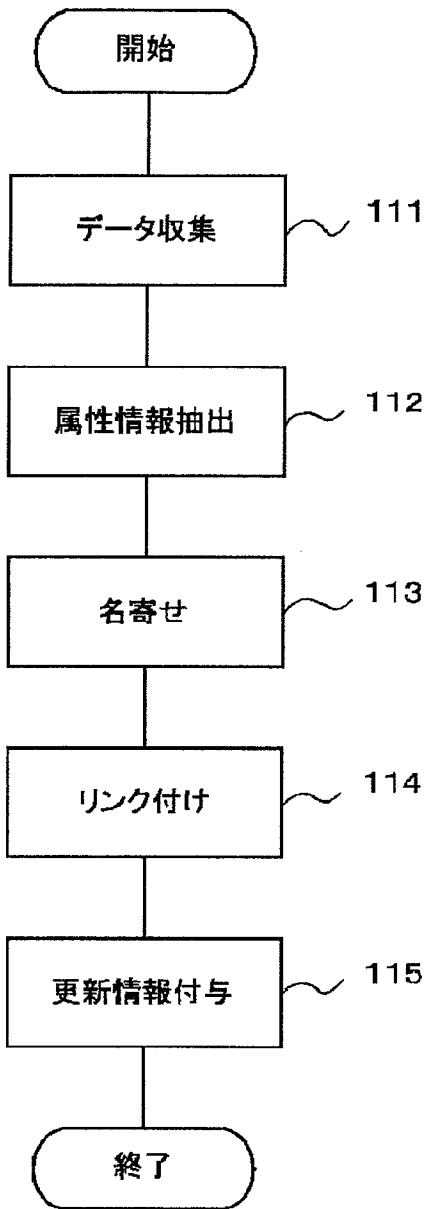 開始
データ収集
111
属性情報抽出
112
名寄せ
113
リンク付け
114
更新情報付与
115
終了